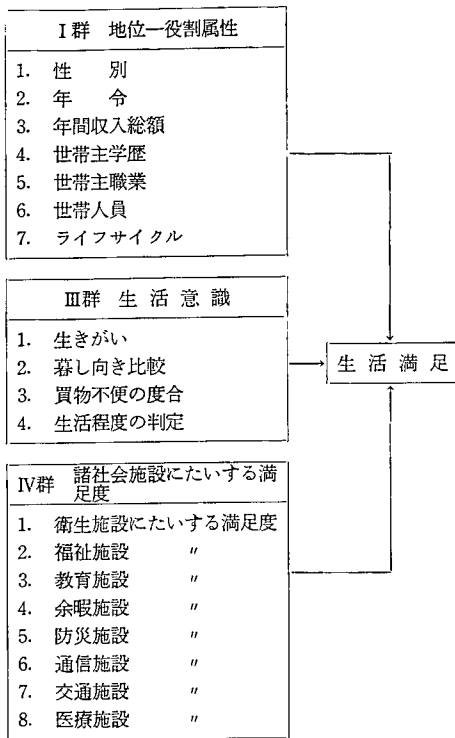 Ⅰ群 地位—役割属性
1. 性 別
2. 年 令
3. 年間収入総額
4. 世帯主学歴
5. 世帯主職業
6. 世帯人員
7. ライフサイクル
Ⅲ群 生活意識
1. 生きがい
2. 暮し向き比較
3. 買物不便の度合
4. 生活程度の判定
生活満足
Ⅳ群 諸社会施設にたいする満
足度
1. 衛生施設にたいする満足度
2. 福祉施設 〃
3. 教育施設 〃
4. 余暇施設 〃
5. 防災施設 〃
6. 通信施設 〃
7. 交通施設 〃
8. 医療施設 〃